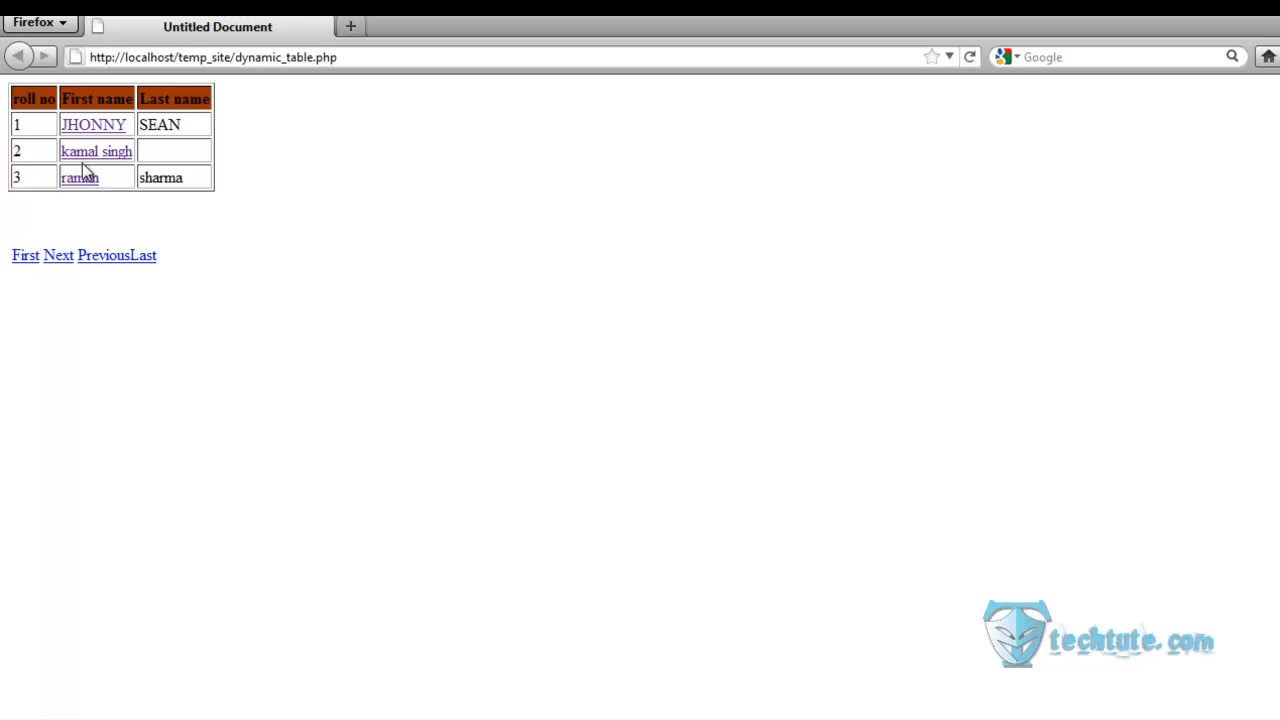 Firefox
Untitled Document
http://localhost/temp_site/dynamic_table.php
Google
roll no First name Last name
1 JHONNY SEAN
2 kamal singh
3 sharma
First Next PreviousLast
techtute.com